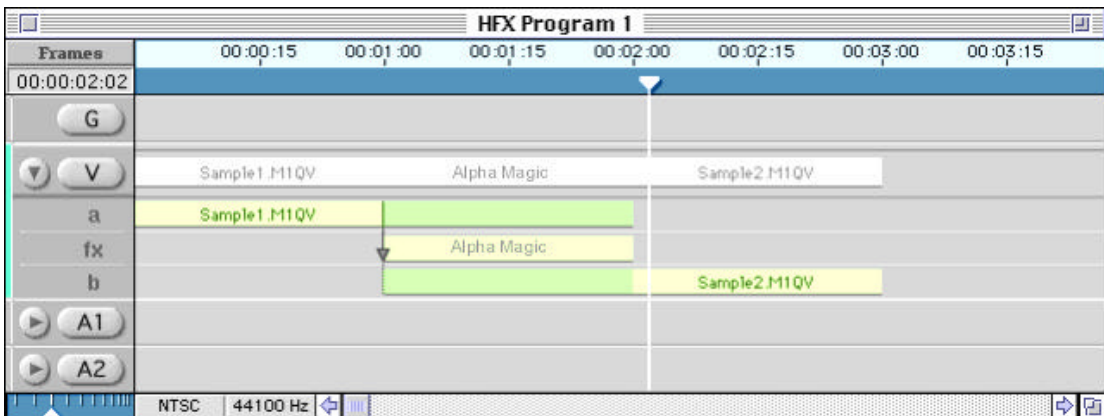 HFX Program 1
Frames 00:00:15 00:01:00 00:01:15 00:02:00 00:02:15 00:03:00 00:03:15
00:00:02:02
G
V Sample1.M1QV Alpha Magic Sample2.M1QV
a Sample1.M1QV
fx Alpha Magic
b Sample2.M1QV
A1
A2
NTSC 44100 Hz